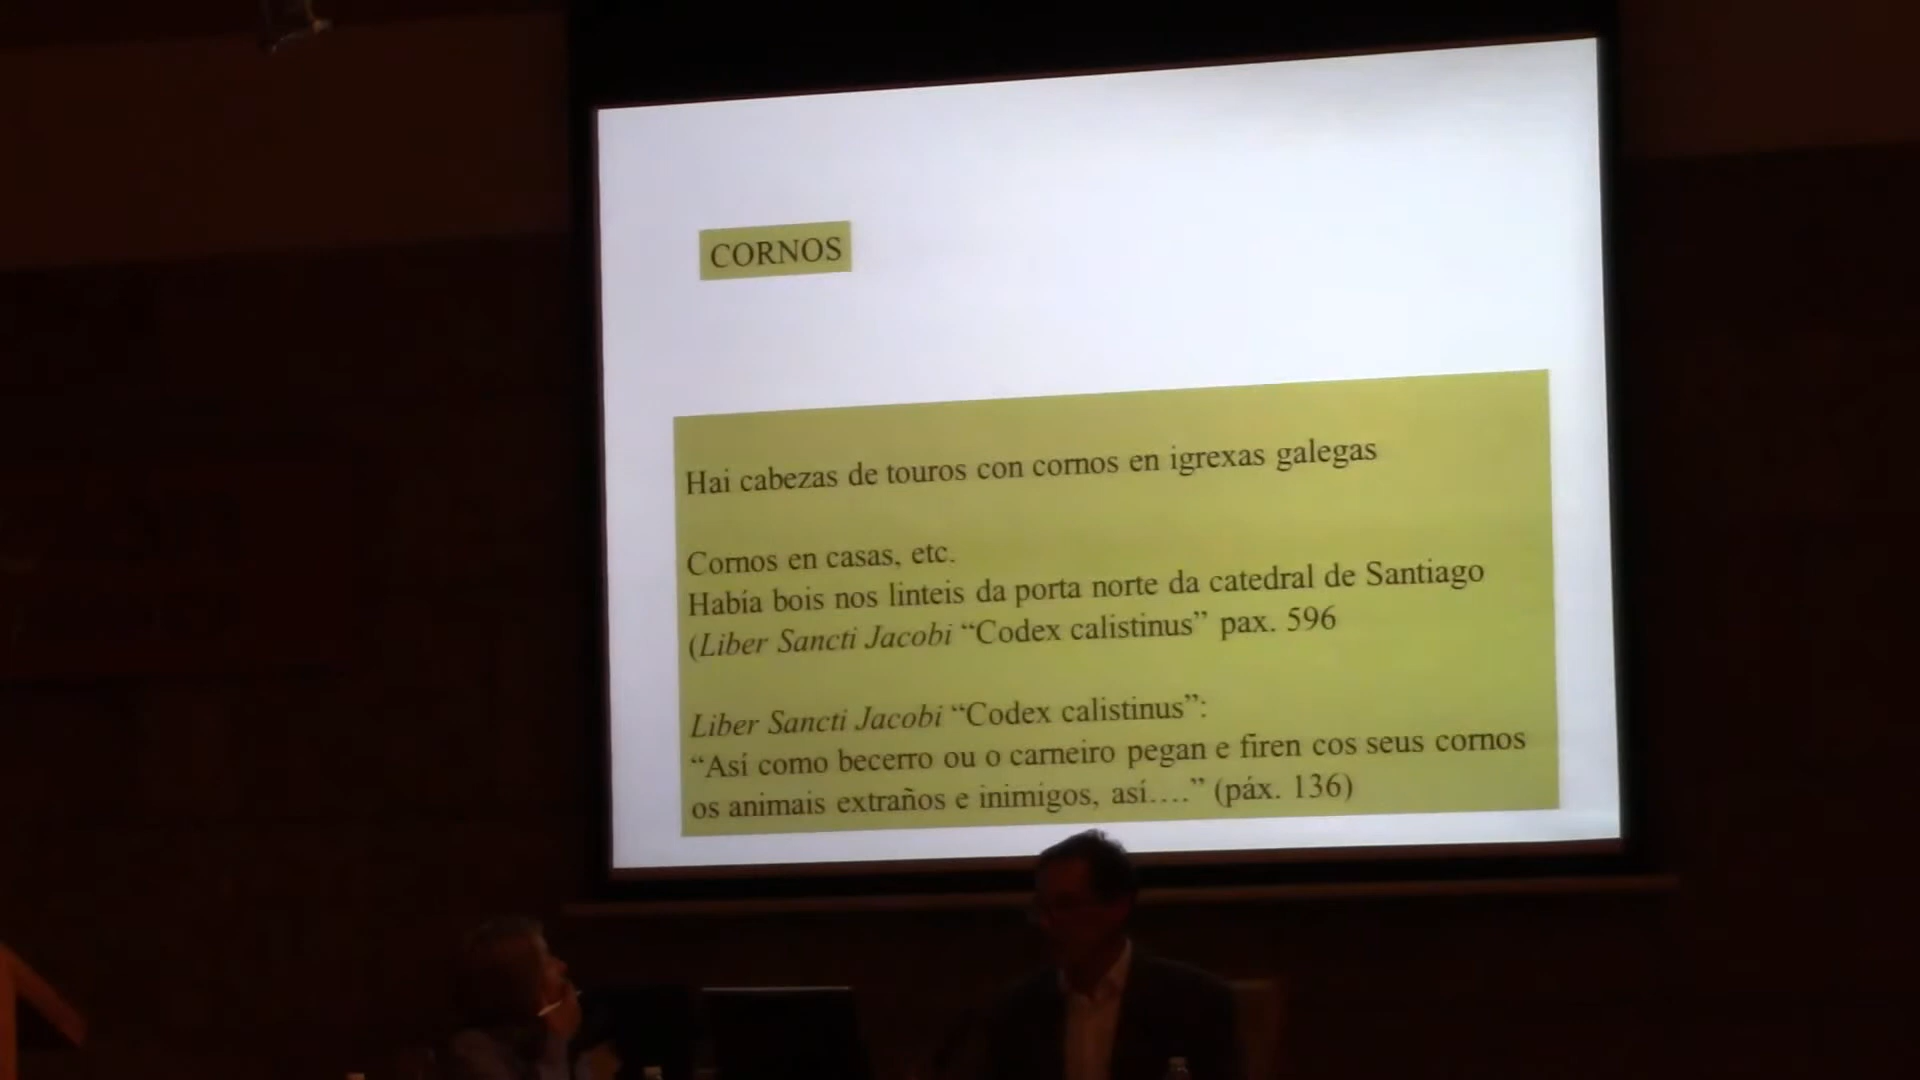 CORNOS
Hai cabezas de touros con cornos en igrexas galegas
Cornos en casas, etc.
Había bois nos linteis da porta norte da catedral de Santiago
(Liber Sancti Jacobi “Codex calistinus” pax. 596
Liber Sancti Jacobi “Codex calistinus”:
“Así como becerro ou o carneiro pegan e firen cos seus cornos
os animais extraños e inimigos, así....” (páx. 136)